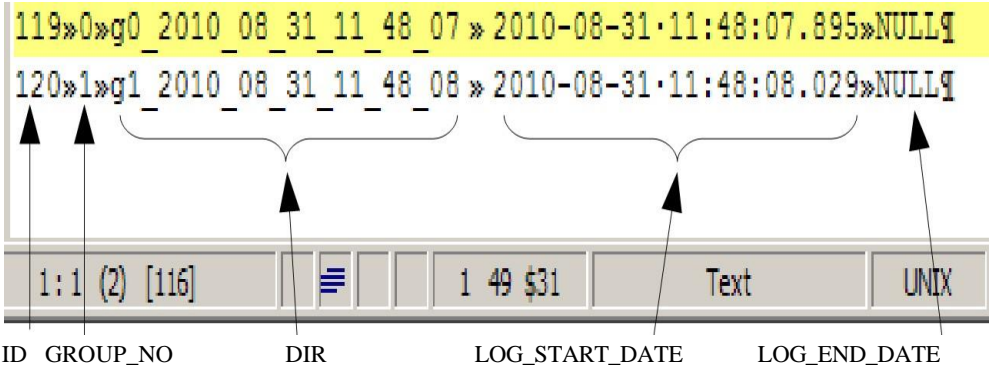 119»0»g0_2010_08_31_11_48_07»2010-08-31·11:48:07.895»NULL¶
120»1»g1_2010_08_31_11_48_08»2010-08-31·11:48:08.029»NULL¶
1:1 (2) [116] 1 49 $31 Text UNIX
ID GROUP_NO DIR LOG_START_DATE LOG_END_DATE